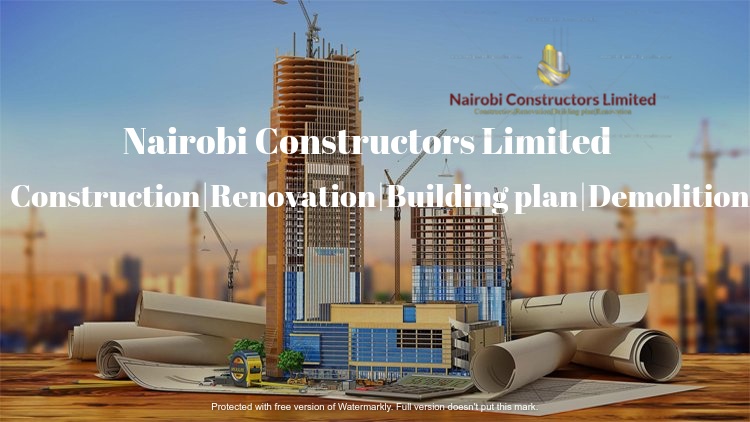 Nairobi Constructors Limited
Nairobi Constructors Limited
Construction|Renovation|Building plan|Demolition
Protected with free version of Watermarkly. Full version doesn't put this mark.